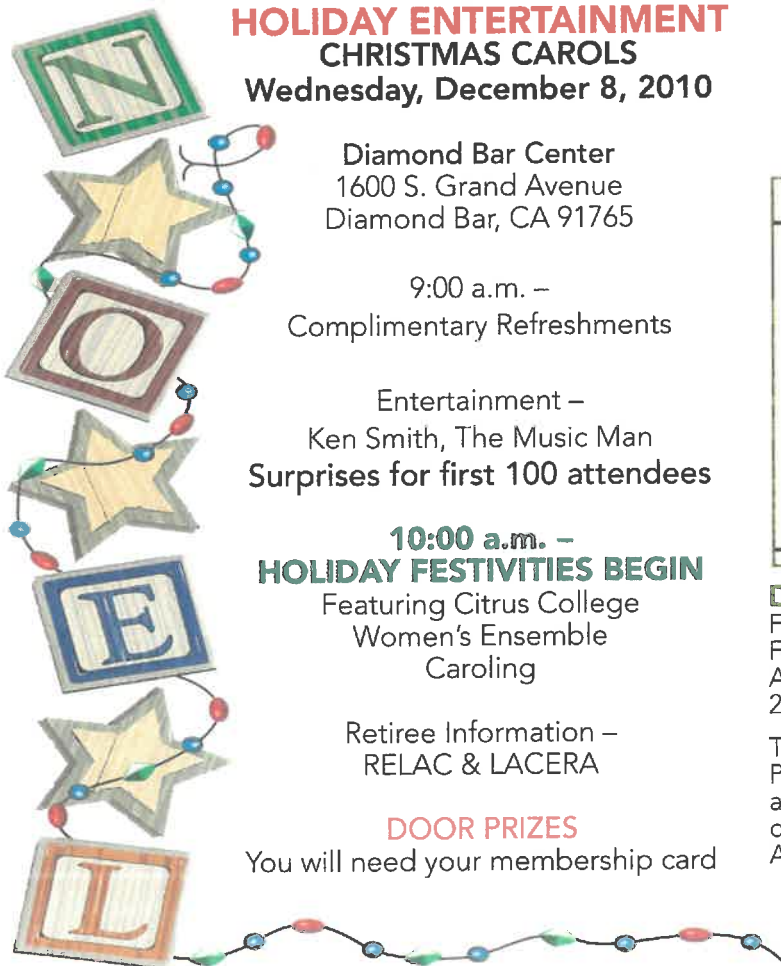 HOLIDAY ENTERTAINMENT
CHRISTMAS CAROLS
Wednesday, December 8, 2010
Diamond Bar Center
1600 S. Grand Avenue
Diamond Bar, CA 91765
9:00 a.m. –
Complimentary Refreshments
Entertainment –
Ken Smith, The Music Man
Surprises for first 100 attendees
10:00 a.m. –
HOLIDAY FESTIVITIES BEGIN
Featuring Citrus College
Women's Ensemble
Caroling
Retiree Information –
RELAC & LACERA
DOOR PRIZES
You will need your membership card
N
O
E
L